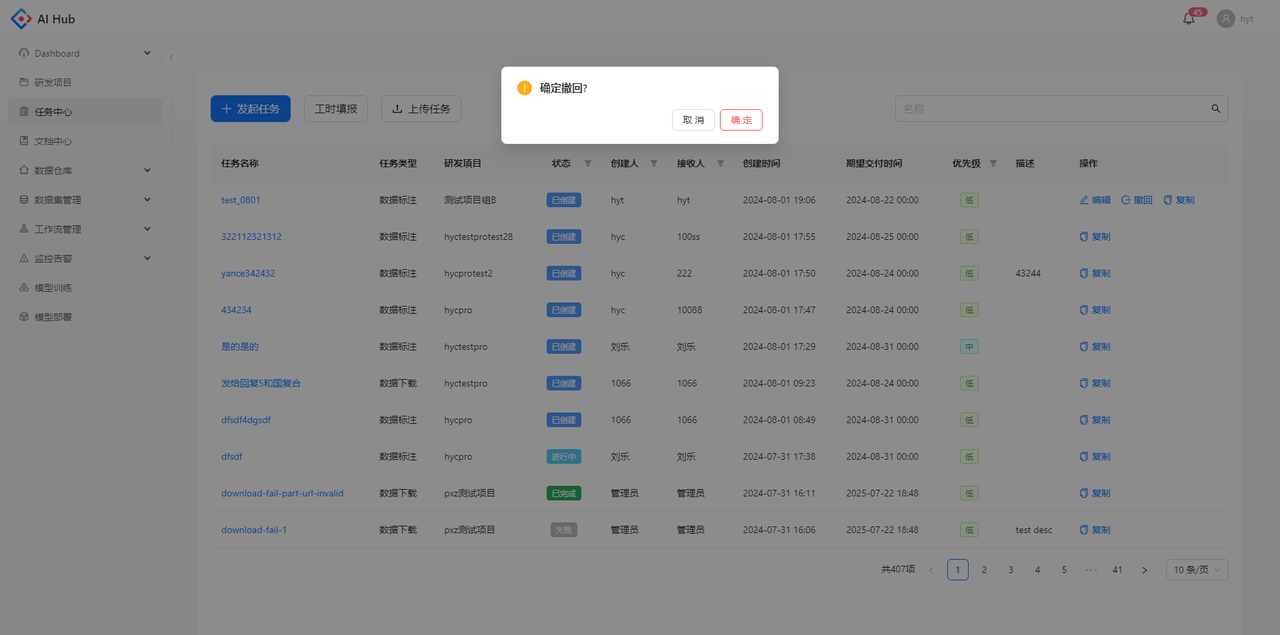 AI Hub
45
hyt
Dashboard
研发项目
任务中心
文档中心
数据仓库
数据集管理
工作流管理
监控告警
模型训练
模型部署
确定撤回?
取 消
确 定
发起任务
工时填报
上传任务
名称
任务名称 任务类型 研发项目 状态 创建人 接收人 创建时间 期望交付时间 优先级 描述 操作
test_0801 数据标注 测试项目组B 已创建 hyt hyt 2024-08-01 19:06 2024-08-22 00:00 低 编辑 撤回 复制
322112321312 数据标注 hyctestprotest28 已创建 hyc 100ss 2024-08-01 17:55 2024-08-25 00:00 低 复制
yance342432 数据标注 hycprotest2 已创建 hyc 222 2024-08-01 17:50 2024-08-24 00:00 低 43244 复制
434234 数据标注 hycpro 已创建 hyc 10088 2024-08-01 17:47 2024-08-24 00:00 低 复制
是的是的 数据标注 hyctestpro 已创建 刘乐 刘乐 2024-08-01 17:29 2024-08-31 00:00 中 复制
发给回复5和国复合 数据下载 hyctestpro 已创建 1066 1066 2024-08-01 09:23 2024-08-24 00:00 低 复制
dfsdf4dgsdf 数据标注 hycpro 已创建 1066 1066 2024-08-01 08:49 2024-08-31 00:00 低 复制
dfsdf 数据标注 hycpro 进行中 刘乐 刘乐 2024-07-31 17:38 2024-08-31 00:00 低 复制
download-fail-part-url-invalid 数据下载 pxz测试项目 已完成 管理员 管理员 2024-07-31 16:11 2025-07-22 18:48 低 复制
download-fail-1 数据下载 pxz测试项目 失败 管理员 管理员 2024-07-31 16:06 2025-07-22 18:48 低 test desc 复制
共407项 1 2 3 4 5 ••• 41 10 条/页